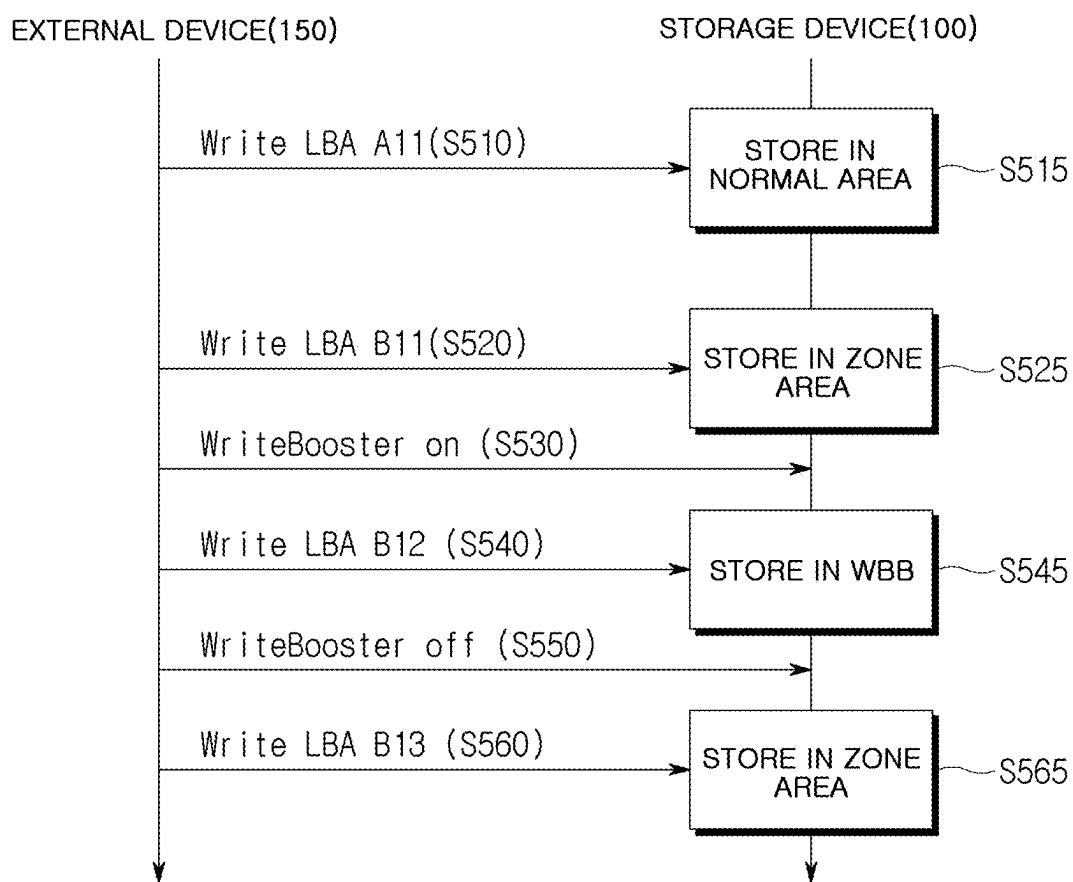 EXTERNAL DEVICE(150)
STORAGE DEVICE(100)
Write LBA A11(S510)
STORE IN
NORMAL AREA
S515
Write LBA B11(S520)
STORE IN ZONE
AREA
S525
WriteBooster on (S530)
Write LBA B12 (S540)
STORE IN WBB
S545
WriteBooster off (S550)
Write LBA B13 (S560)
STORE IN ZONE
AREA
S565